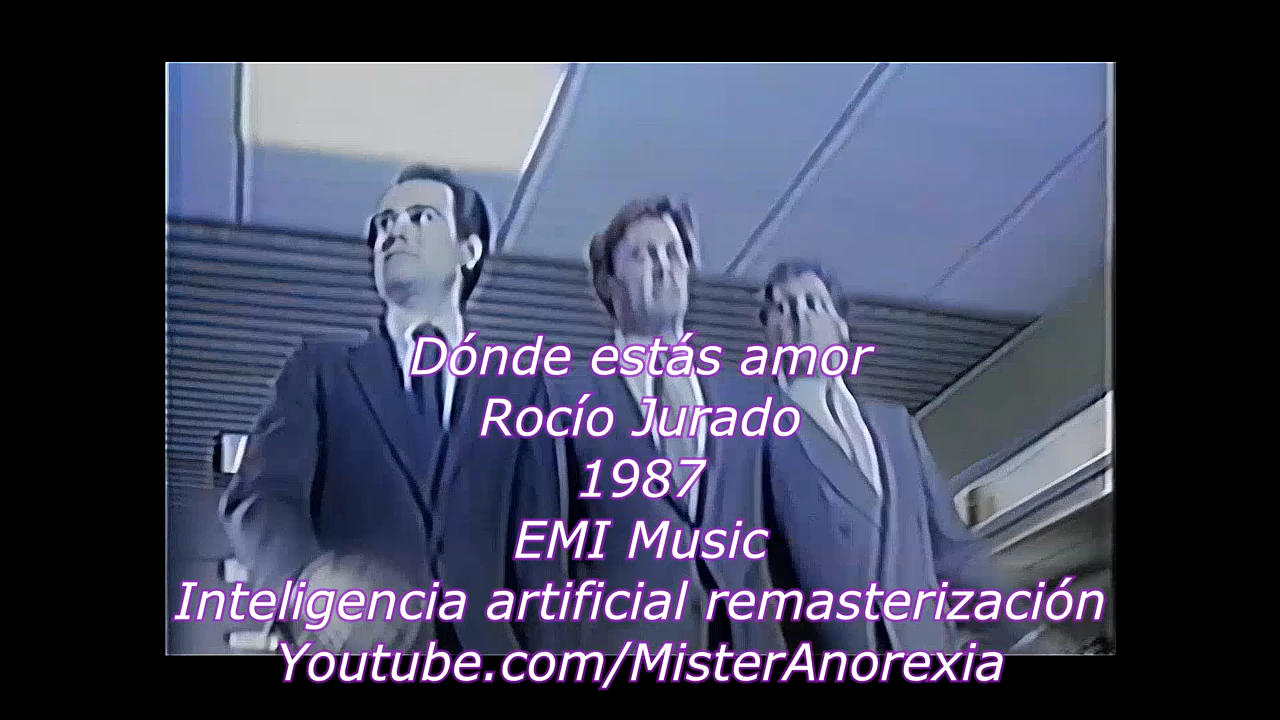 Dónde estás amor
Rocío Jurado
1987
EMI Music
Inteligencia artificial remasterización
Youtube.com/MisterAnorexia